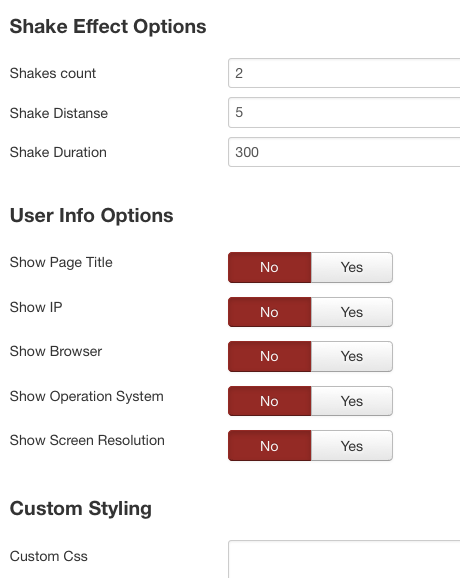 Shake Effect Options
Shakes count 2
Shake Distanse 5
Shake Duration 300
User Info Options
Show Page Title No Yes
Show IP No Yes
Show Browser No Yes
Show Operation System No Yes
Show Screen Resolution No Yes
Custom Styling
Custom Css